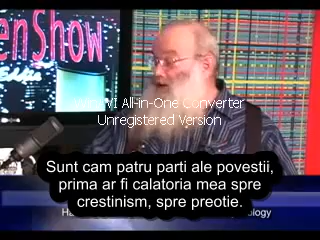 enShow
All-in-One Converter
Unregistered Version
Sunt cam patru parti ale povestii,
prima ar fi calatoria mea spre
crestinism, spre preotie.